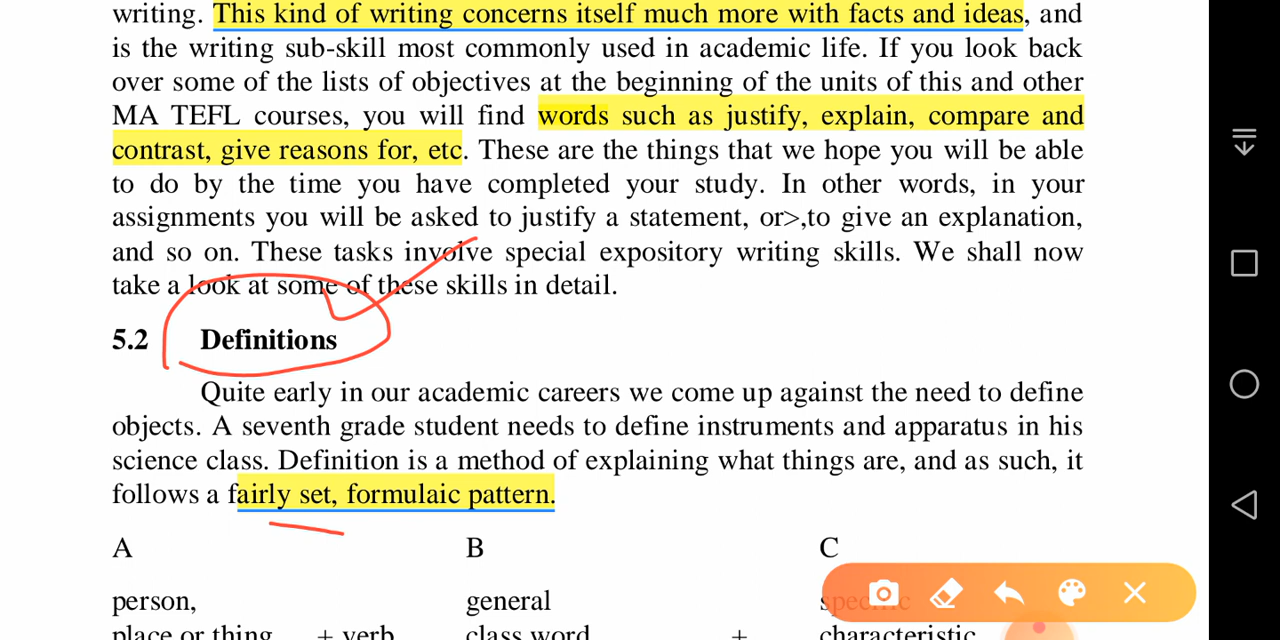 writing. This kind of writing concerns itself much more with facts and ideas, and
is the writing sub-skill most commonly used in academic life. If you look back
over some of the lists of objectives at the beginning of the units of this and other
MA TEFL courses, you will find words such as justify, explain, compare and
contrast, give reasons for, etc. These are the things that we hope you will be able
to do by the time you have completed your study. In other words, in your
assignments you will be asked to justify a statement, or>,to give an explanation,
and so on. These tasks involve special expository writing skills. We shall now
take a look at some of these skills in detail.
5.2 Definitions
Quite early in our academic careers we come up against the need to define
objects. A seventh grade student needs to define instruments and apparatus in his
science class. Definition is a method of explaining what things are, and as such, it
follows a fairly set, formulaic pattern.
A B C
person, general specific
place or thing + verb class word + characteristic